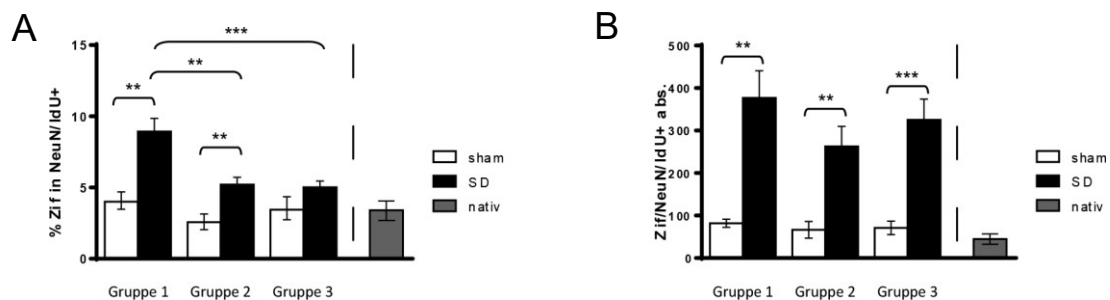 A
% Zif in NeuN/IdU+
15
10
5
0
***
**
**
**
Gruppe 1
Gruppe 2
Gruppe 3
sham
SD
nativ
B
Zif/NeuN/IdU+ abs.
500
400
300
200
100
0
**
**
***
Gruppe 1
Gruppe 2
Gruppe 3
sham
SD
nativ